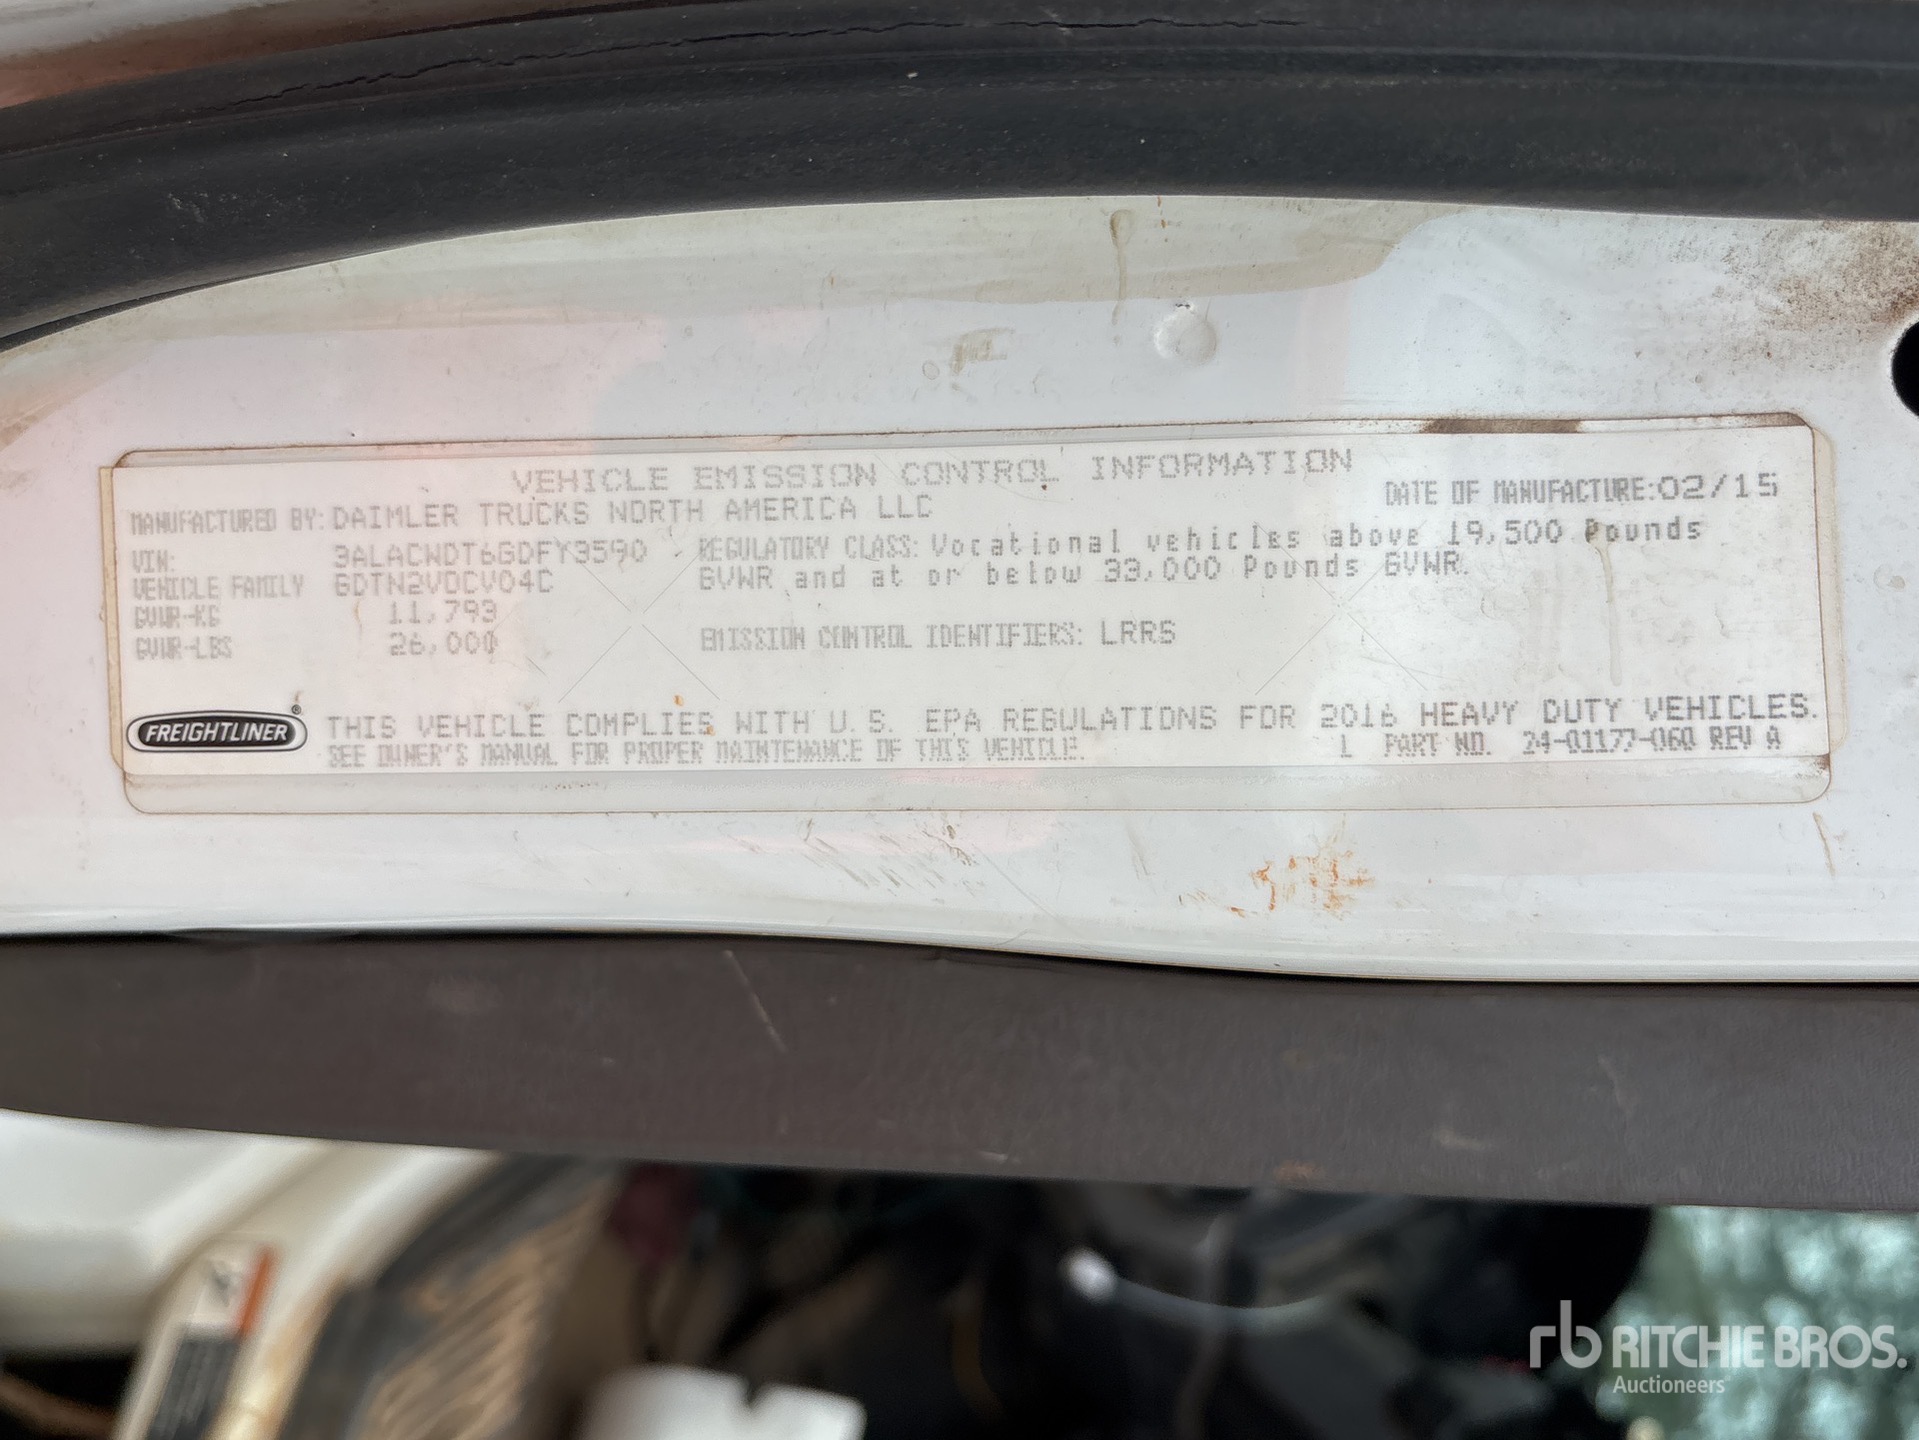 VEHICLE EMISSION CONTROL INFORMATION
MANUFACTURED BY: DAIMLER TRUCKS NORTH AMERICA LLC
DATE OF MANUFACTURE: 02/15
VIN: 3ALACWDT6GDFY3590
VEHICLE FAMILY GDTN2VOCV04C
GVWR-KG 11,793
GVWR-LBS 26,000
REGULATORY CLASS: Vocational vehicles above 19,500 Pounds
GVWR and at or below 33,000 Pounds GVWR.
EMISSION CONTROL IDENTIFIERS: LRRS
FREIGHTLINER®
THIS VEHICLE COMPLIES WITH U.S. EPA REGULATIONS FOR 2016 HEAVY DUTY VEHICLES.
SEE OWNER'S MANUAL FOR PROPER MAINTENANCE OF THIS VEHICLE. 1 PART NO. 24-01177-060 REV A
rb RITCHIE BROS.
Auctioneers